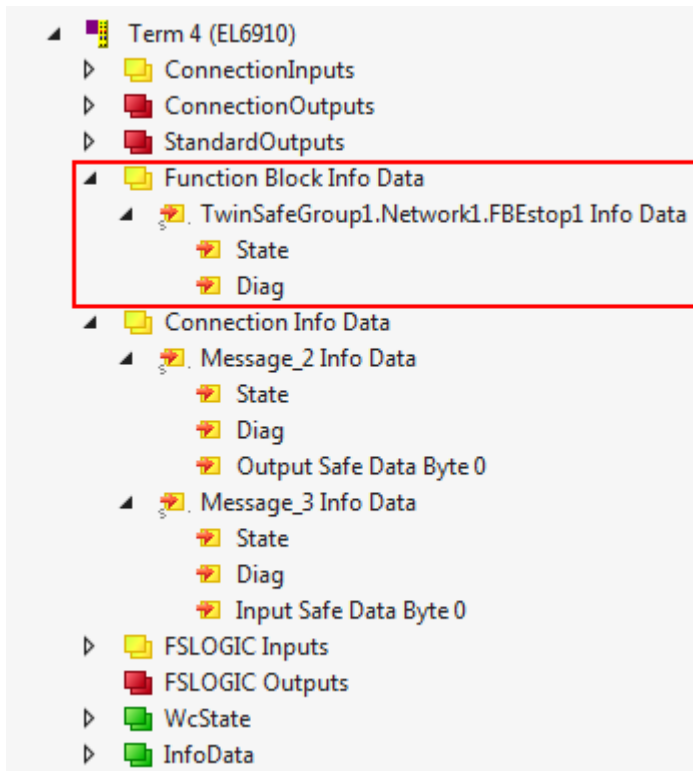 Term 4 (EL6910)
ConnectionInputs
ConnectionOutputs
StandardOutputs
Function Block Info Data
TwinSafeGroup1.Network1.FBEstop1 Info Data
State
Diag
Connection Info Data
Message_2 Info Data
State
Diag
Output Safe Data Byte 0
Message_3 Info Data
State
Diag
Input Safe Data Byte 0
FSLOGIC Inputs
FSLOGIC Outputs
WcState
InfoData